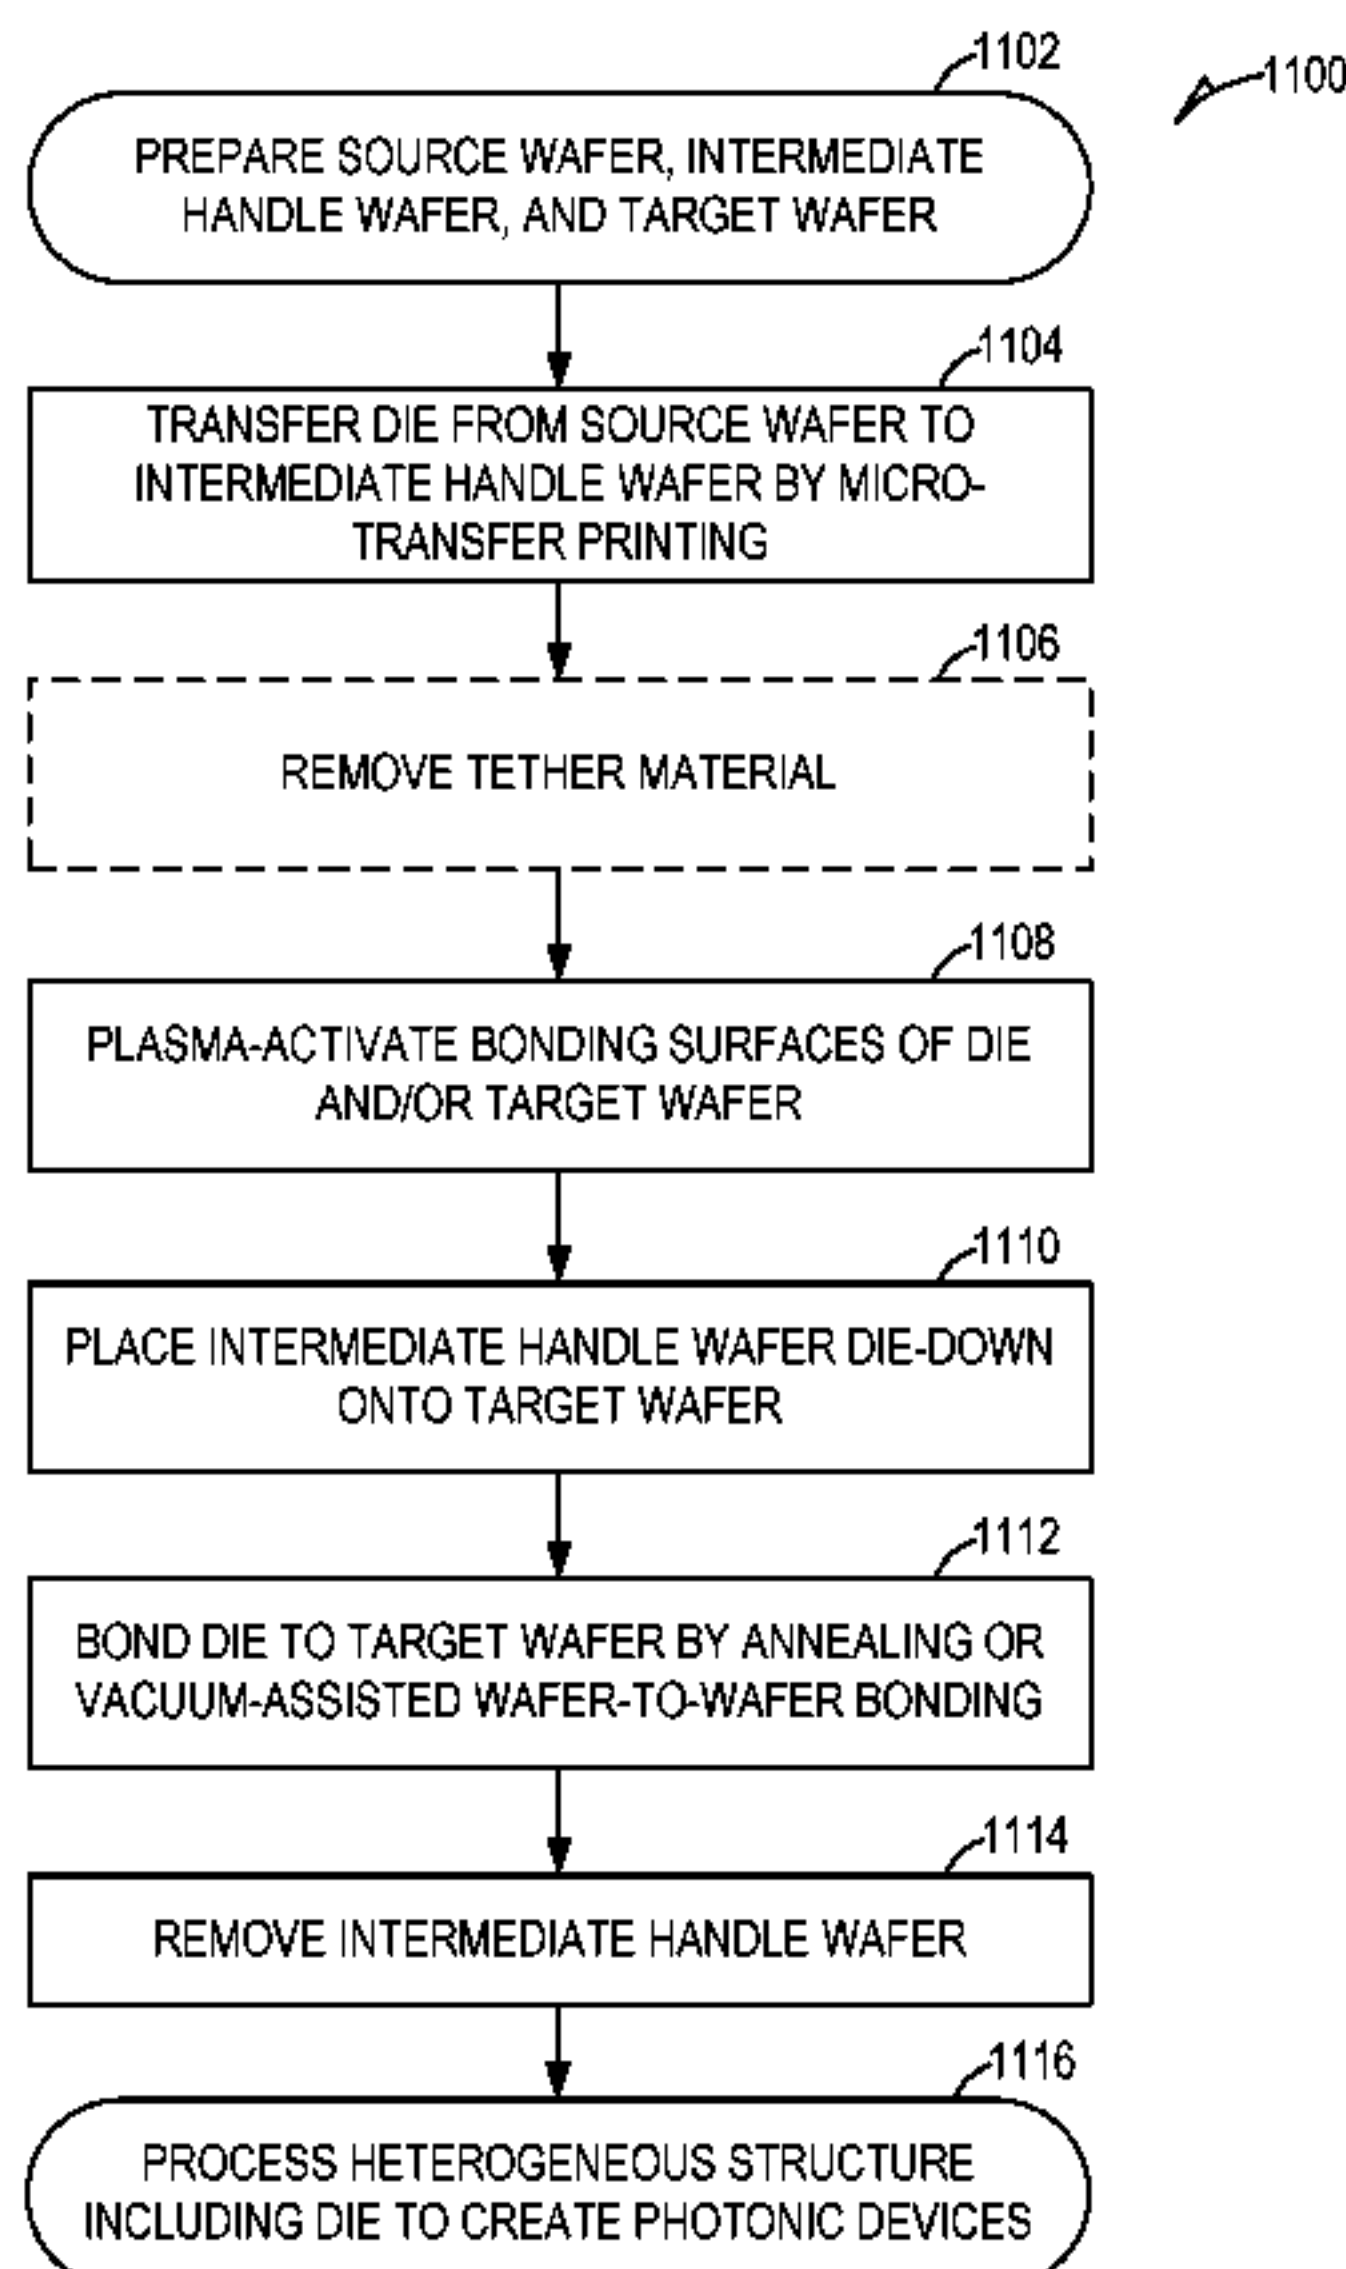 1102
1100
PREPARE SOURCE WAFER, INTERMEDIATE
HANDLE WAFER, AND TARGET WAFER
1104
TRANSFER DIE FROM SOURCE WAFER TO
INTERMEDIATE HANDLE WAFER BY MICRO-
TRANSFER PRINTING
1106
REMOVE TETHER MATERIAL
1108
PLASMA-ACTIVATE BONDING SURFACES OF DIE
AND/OR TARGET WAFER
1110
PLACE INTERMEDIATE HANDLE WAFER DIE-DOWN
ONTO TARGET WAFER
1112
BOND DIE TO TARGET WAFER BY ANNEALING OR
VACUUM-ASSISTED WAFER-TO-WAFER BONDING
1114
REMOVE INTERMEDIATE HANDLE WAFER
1116
PROCESS HETEROGENEOUS STRUCTURE
INCLUDING DIE TO CREATE PHOTONIC DEVICES